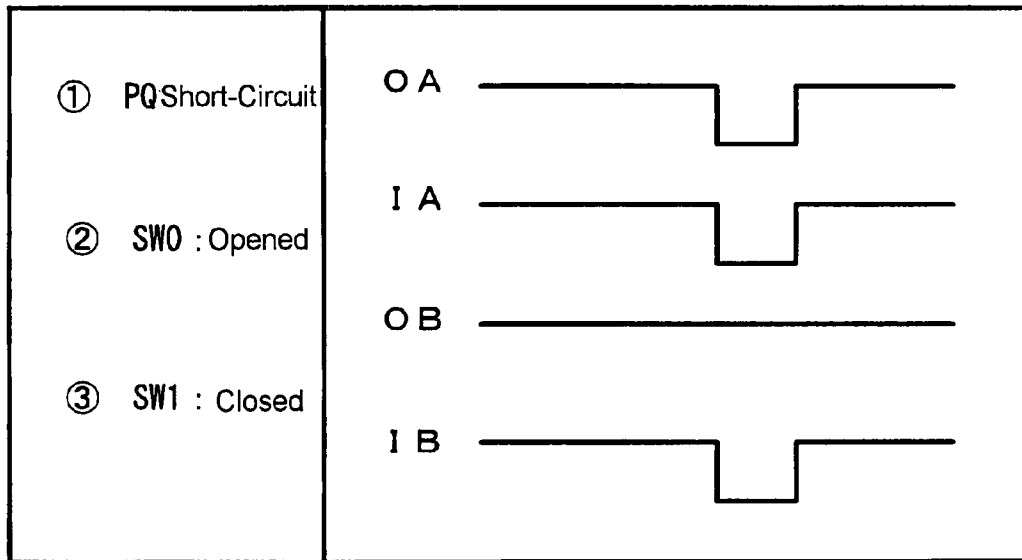 ① PQ:Short-Circuit
② SW0 : Opened
③ SW1 : Closed
OA
IA
OB
IB